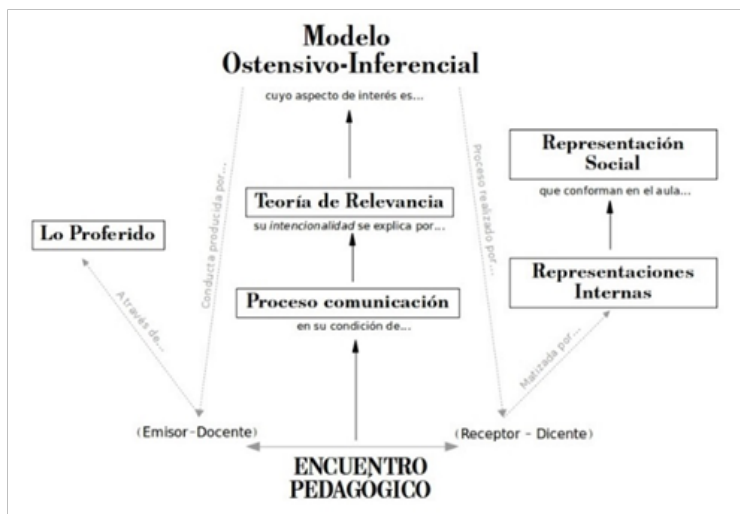 Modelo
Ostensivo-Inferencial
cuyo aspecto de interés es...
Conducta producida por...
Proceso realizado por...
Representación
Social
que conforman en el aula...
Teoría de Relevancia
su intencionalidad se explica por...
Lo Proferido
Representaciones
Internas
Proceso comunicación
en su condición de...
A través de...
Matizada por...
(Emisor-Docente)
(Receptor - Dicente)
ENCUENTRO
PEDAGÓGICO